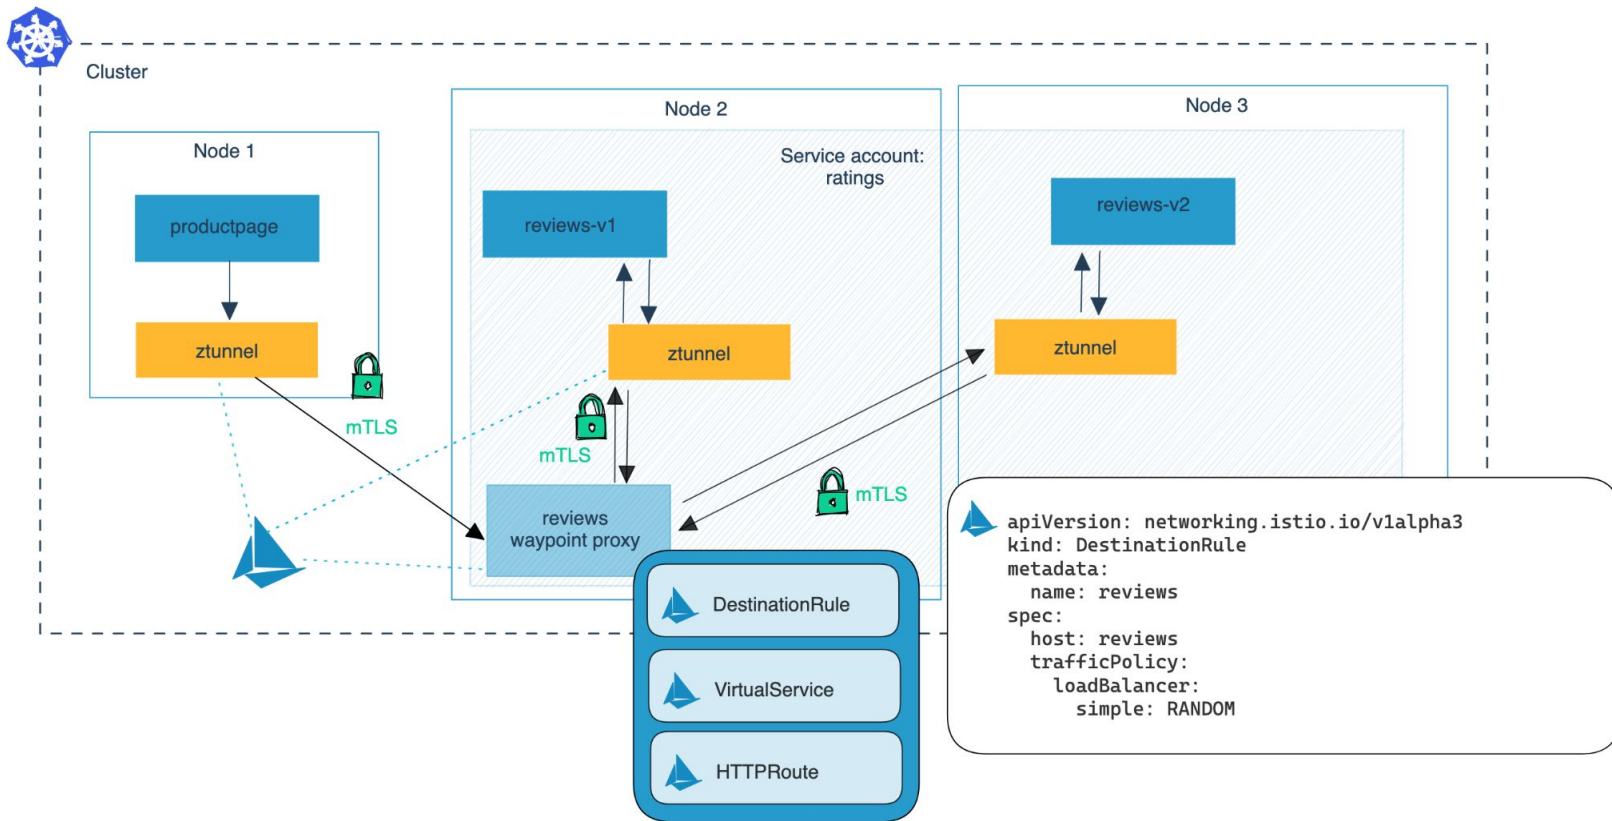 Cluster
Node 1
productpage
ztunnel
mTLS
Node 2
Service account:
ratings
reviews-v1
ztunnel
mTLS
reviews
waypoint proxy
Node 3
reviews-v2
ztunnel
mTLS
DestinationRule
VirtualService
HTTPRoute
apiVersion: networking.istio.io/v1alpha3
kind: DestinationRule
metadata:
  name: reviews
spec:
  host: reviews
  trafficPolicy:
    loadBalancer:
      simple: RANDOM